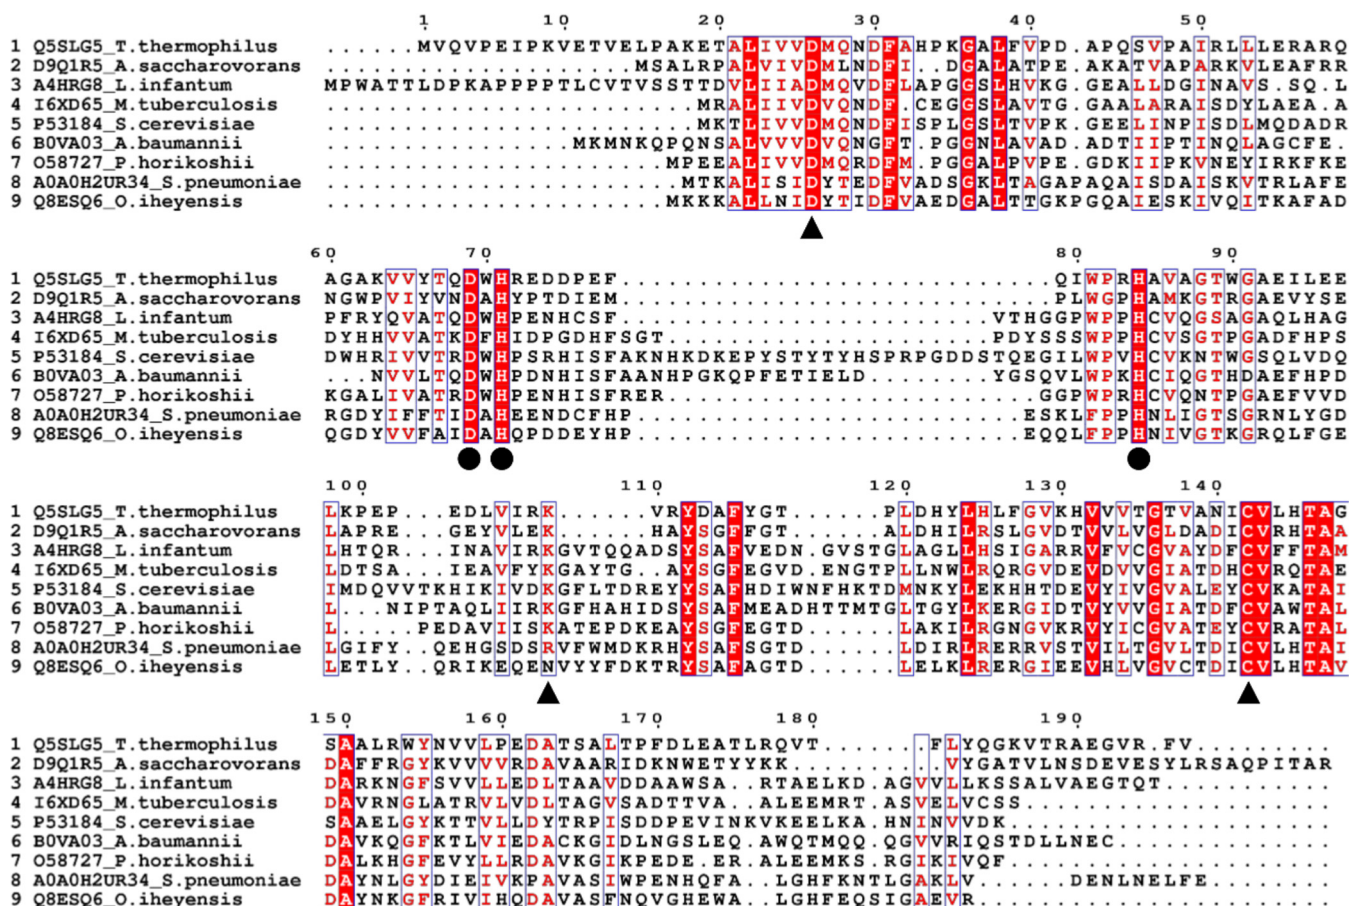 1 10 20 30 40 50
1 Q5SLG5_T.thermophilus ......MVQVPEIPKVETVELPAKETALIVVDMQNDFAHPKGALFVPD.APQSVPAIRLLLERARQ
2 D9Q1R5_A.saccharovorans ....................MSALRPALVIVDMLNDFI..DGALATPE.AKATVAPARKVLEAFRR
3 A4HRG8_L.infantum MPWATTLDPKAPPPPTLCVTVSSTTDVLIIADVQVDFLAPGGSLHVKG.GEALLDGINAVS.SQ.L
4 I6XD65_M.tuberculosis ........................MRALIIVDVQNDFCEGGSLAVTG.GAALARAISDYLAEA.A
5 P53184_S.cerevisiae ........................MKTLIVVDMQNDFISPLGSLTVPK.GEELINPISDLMQDADR
6 B0VA03_A.baumannii ................MKMNKQPQNSALVVVDVQNGFT.PGGNLAVAD.ADTIIPTINQLAGCFE.
7 O58727_P.horikoshii ......................MPEEALIVVDMQRDFM.PGGALPVPE.GDKIIPKVNEYIRKFKE
8 A0A0H2UR34_S.pneumoniae .......................MTKALISIDYTEDFVADSGKLTAGAPAQAISDAISKVTRLAFE
9 Q8ESQ6_O.iheyensis ......................MKKKALLNIDYTIDFVAEDGALTTGKPGQAIESKIVQITKAFAD
60 70 80 90
1 Q5SLG5_T.thermophilus AGAKVVYTQDWHREDDPEF............................QIWPRHAVAGTWGAEILEE
2 D9Q1R5_A.saccharovorans NGWPVIYVNDAHYPTDIEM............................PLWGPHAMKGTRGAEVYSE
3 A4HRG8_L.infantum PFRYQVATQDWHPENHCSF........................VTHGGPWPPHCVQGSAGAQLHAG
4 I6XD65_M.tuberculosis DYHHVVATKDFHIDPGDHFSGT.....................PDYSSSWPPHCVSGTPGADFHPS
5 P53184_S.cerevisiae DWHRIVVTRDWHPSRHISFAKNHKDKEPYSTYTYHSPRPGDDSTQEGILWPVHCVKNTWGSQLVDQ
6 B0VA03_A.baumannii ...NVVLTQDWHPDNHISFAANHPGKQPFETIELD........YGSQVLWPKHCIQGTHDAEFHPD
7 O58727_P.horikoshii KGALIVATRDWHPENHISFRER.........................GGPWPRHCVQNTPGAEFVVD
8 A0A0H2UR34_S.pneumoniae RGDYIFFTIDAHEENDCFHP.........................ESKLFPPHNLIGTSGRNLYGD
9 Q8ESQ6_O.iheyensis QGDYVVFAIDAHQPDDEYHP.........................EQQLFPPHNIVGTKGRQLFGE
100 110 120 130 140
1 Q5SLG5_T.thermophilus LKPEP...EDLVIRK......VRYDAFYGT......PLDHYLHLFGVKHVVVTGTVANICVLHTAG
2 D9Q1R5_A.saccharovorans LAPRE...GEYVLEK......HAYSGFFGT......ALDHILRSLGVDTVVLVGLDANICVRHTAA
3 A4HRG8_L.infantum LHTQR...INAVIRKGVTQQADSYSAFVEDN.GVSTGLAGLLHSIGARRVFVCGVAYDFCVFFTAM
4 I6XD65_M.tuberculosis LDTSA...IEAVFYKGAYTG..AYSGFEGVD.ENGTPLLNWLRQRGVDEVDVVGIATDHCVRQTAE
5 P53184_S.cerevisiae IMDQVVTKHIKIVDKGFLTDREYYSAFHDIWNFHKTDMNKYLEKHHTDEVYIVGVALEYCVKATAI
6 B0VA03_A.baumannii L...NIPTAQLIIRKGFHAHIDSYSAFMEADHTTMTGLTGYLKERGIDTVYVVGIATDFCVAWTAL
7 O58727_P.horikoshii L.....PEDAVIISKATEPDKEAYSGFEGTD......LAKILRGNGVKRVYICGVATEYCVRATAL
8 A0A0H2UR34_S.pneumoniae LGIFY...QEHGSDSRVFWMDKRHYSAFSGTD......LDIRLRERRVSTVILTGVLTDICVLHTAI
9 Q8ESQ6_O.iheyensis LETLY...QRIKEQENVYFDKTRYSAFAGTD......LELKLRERGIEEVHLVGVCTDICVLHTAV
150 160 170 180 190
1 Q5SLG5_T.thermophilus SAALRWYNVVLPEDATSALTPFDLEATLRQVT.......FLYQGKVTRAEGVR.FV.........
2 D9Q1R5_A.saccharovorans DAFFRGYKVVVVRDAVAARIDKNWETYYKK..........VYGATVLNSDEVESYLRSAQPITAR
3 A4HRG8_L.infantum DARKNGFSVVLLEDLTAAVDDAAWSA..RTAELKD.AGVVLLKSSALVAEGTQT...........
4 I6XD65_M.tuberculosis DAVRNGLATRVLVDLTAGVSADTTVA..ALEEMRT.ASVELVCSS....................
5 P53184_S.cerevisiae SAAELGYKTTVLLDYTRPISDDPEVINKVKEELKA.HNINVVDK.....................
6 B0VA03_A.baumannii DAVKQGFKTLVIEDACKGIDLNGSLEQ.AWQTMQQ.QGVVRIQSTDLLNEC..............
7 O58727_P.horikoshii DALKHGFEVYLLRDAVKGIKPEDE.ER.ALEEMKS.RGIKIVQF.....................
8 A0A0H2UR34_S.pneumoniae DAYNLGYDIEIVKPAVASIWPENHQFA..LGHFKNTLGAKLV......DENLNELFE........
9 Q8ESQ6_O.iheyensis DAYNKGFRIVIHQDAVASFNQVGHEWA..LGHFEQSIGAEVR.......................